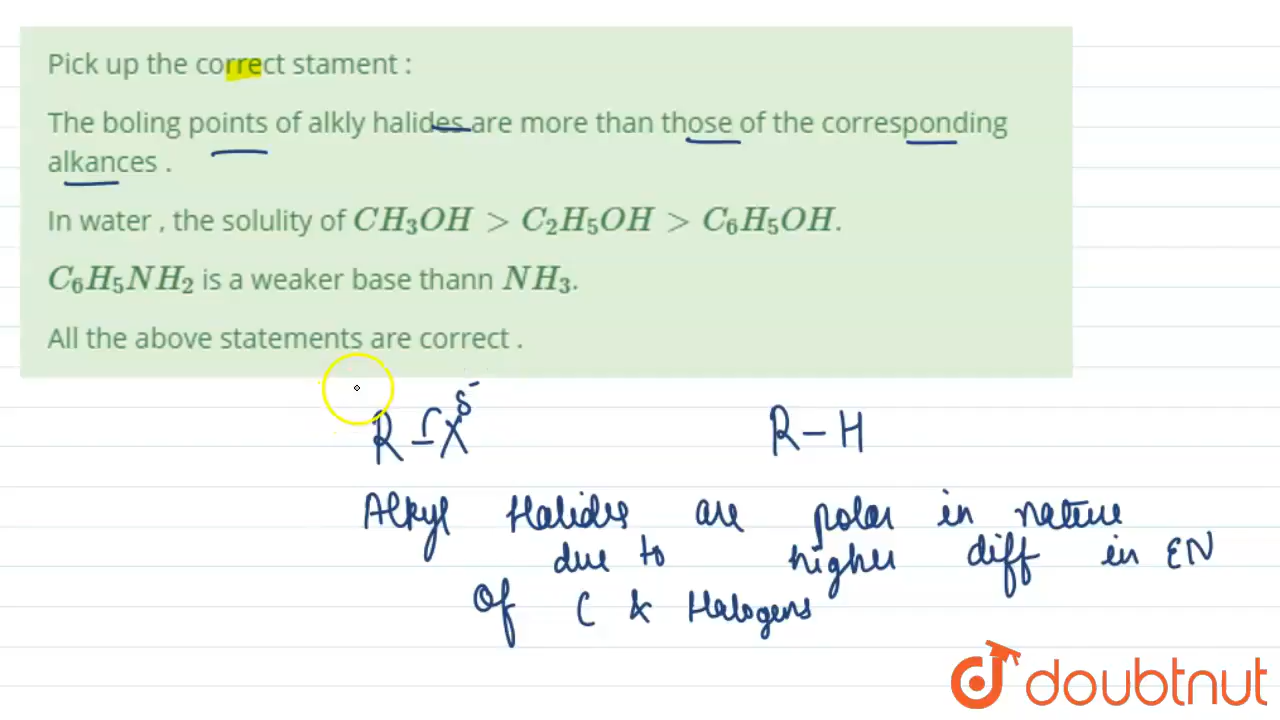 Pick up the correct stament :
The boling points of alkly halides are more than those of the corresponding
alkances .
In water , the solulity of CH₃OH > C₂H₅OH > C₆H₅OH.
C₆H₅NH₂ is a weaker base thann NH₃.
All the above statements are correct .
R – X δ⁻ R – H
Alkyl Halides are polar in nature
due to higher diff in EN
Of C & Halogens
doubtnut